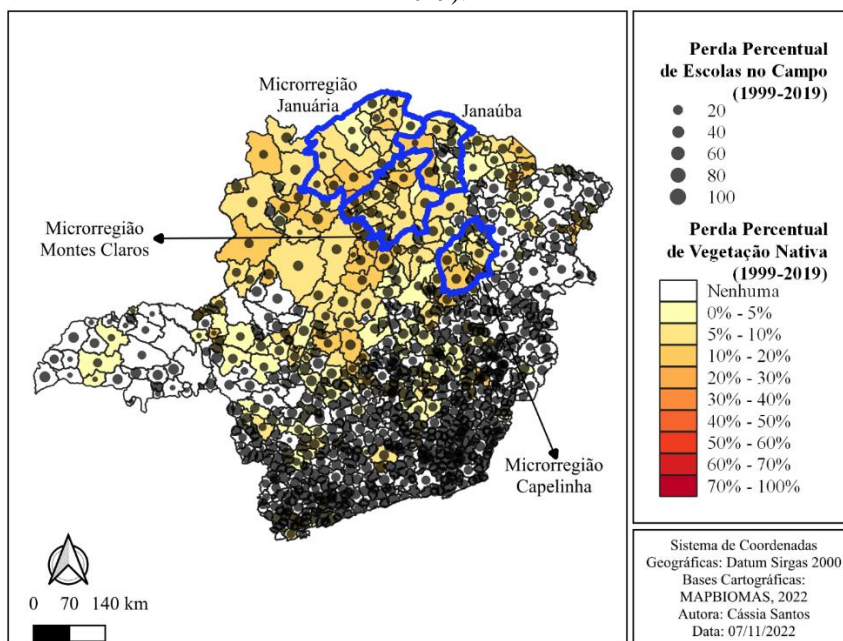 Microrregião
Januária
Janaúba
Microrregião
Montes Claros
Microrregião
Capelinha
0 70 140 km
Perda Percentual
de Escolas no Campo
(1999-2019)
20
40
60
80
100
Perda Percentual
de Vegetação Nativa
(1999-2019)
Nenhuma
0% - 5%
5% - 10%
10% - 20%
20% - 30%
30% - 40%
40% - 50%
50% - 60%
60% - 70%
70% - 100%
Sistema de Coordenadas
Geográficas: Datum Sirgas 2000
Bases Cartográficas:
MAPBIOMAS, 2022
Autora: Cássia Santos
Data: 07/11/2022